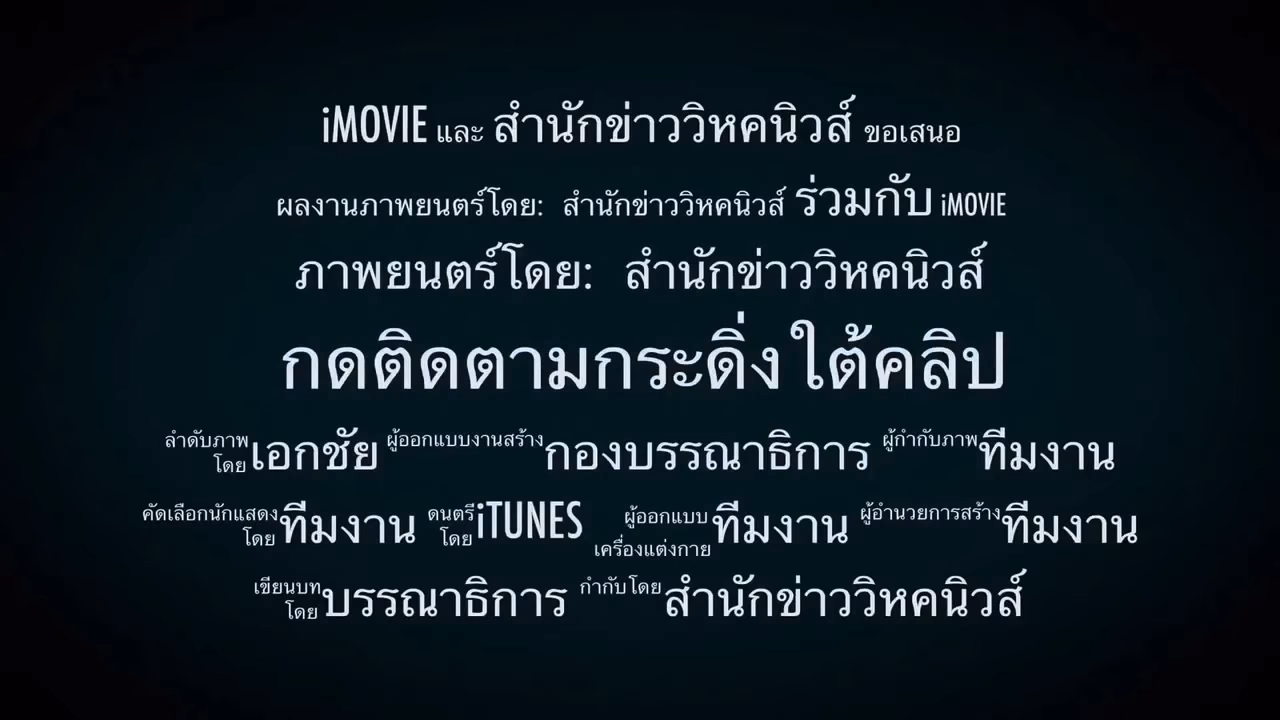 iMOVIE และ สำนักข่าววิหคนิวส์ ขอเสนอ
ผลงานภาพยนตร์โดย: สำนักข่าววิหคนิวส์ ร่วมกับ iMOVIE
ภาพยนตร์โดย: สำนักข่าววิหคนิวส์
กดติดตามกระดิ่ง ใต้คลิป
ลำดับภาพโดย เอกชัย ผู้ออกแบบงานสร้าง กองบรรณาธิการ ผู้กำกับภาพ ทีมงาน
คัดเลือกนักแสดงโดย ทีมงาน ดนตรีโดย iTUNES ผู้ออกแบบเครื่องแต่งกาย ทีมงาน ผู้อำนวยการสร้าง ทีมงาน
เขียนบทโดย บรรณาธิการ กำกับโดย สำนักข่าววิหคนิวส์